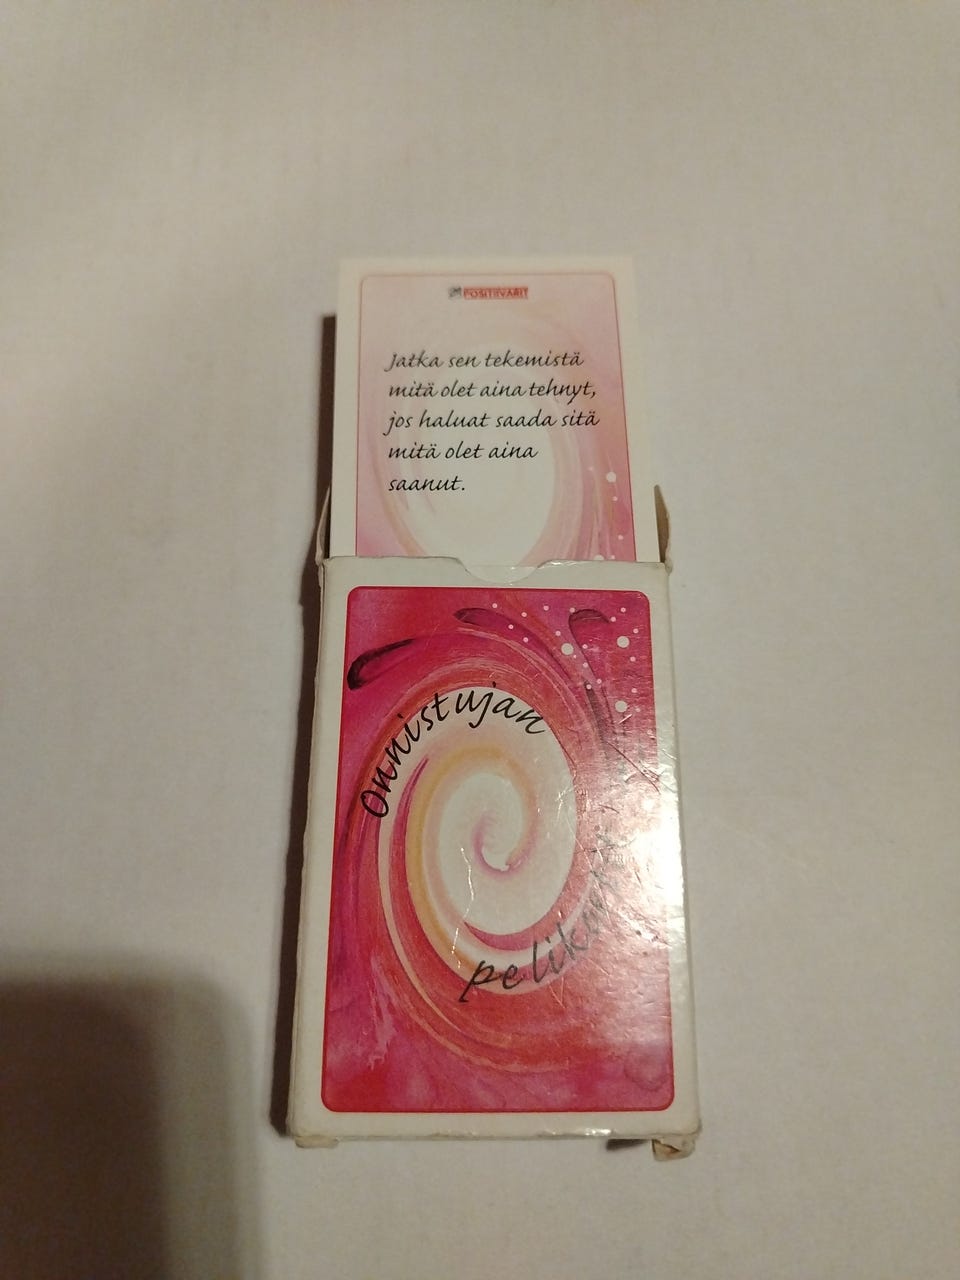 POSITIIVARIT
Jatka sen tekemistä
mitä olet aina tehnyt,
jos haluat saada sitä
mitä olet aina
saanut.
Onnistujan
pelikortit